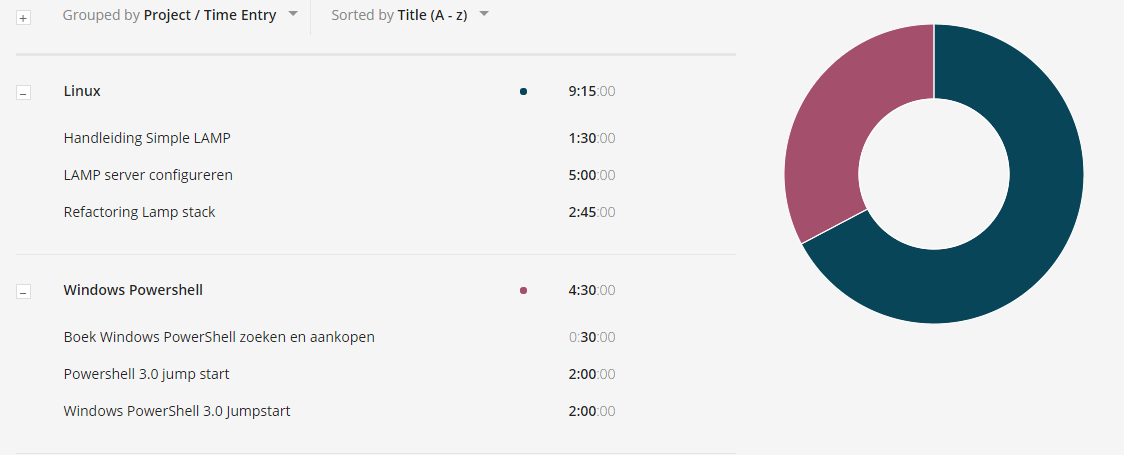 Grouped by Project / Time Entry Sorted by Title (A - z)
Linux 9:15:00
Handleiding Simple LAMP 1:30:00
LAMP server configureren 5:00:00
Refactoring Lamp stack 2:45:00
Windows Powershell 4:30:00
Boek Windows PowerShell zoeken en aankopen 0:30:00
Powershell 3.0 jump start 2:00:00
Windows PowerShell 3.0 Jumpstart 2:00:00